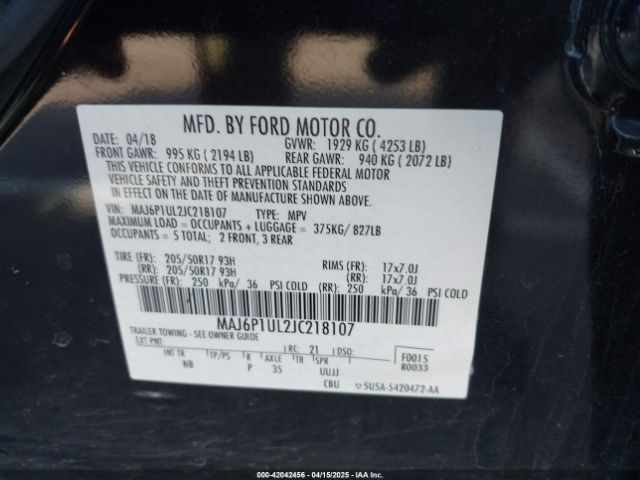 MFD. BY FORD MOTOR CO.
DATE: 04/18 GVWR: 1929 KG ( 4253 LB)
FRONT GAWR: 995 KG ( 2194 LB) REAR GAWR: 940 KG ( 2072 LB)
THIS VEHICLE CONFORMS TO ALL APPLICABLE FEDERAL MOTOR
VEHICLE SAFETY AND THEFT PREVENTION STANDARDS
IN EFFECT ON THE DATE OF MANUFACTURE SHOWN ABOVE.
VIN: MAJ6P1UL2JC218107 TYPE: MPV
MAXIMUM LOAD = OCCUPANTS + LUGGAGE = 375KG/ 827LB
OCCUPANTS = 5 TOTAL; 2 FRONT, 3 REAR
TIRE (FR): 205/50R17 93H RIMS (FR): 17x7.0J
(RR): 205/50R17 93H (RR): 17x7.0J
PRESSURE (FR): 250 kPa/ 36 PSI COLD (RR): 250 kPa/ 36 PSI COLD
MAJ6P1UL2JC218107
TRAILER TOWING - SEE OWNER GUIDE
EXT PNT: RC: 21 DSO: F0015
R0033
INT TR TP/PS R AXLE TR SPR
HB P 35 UUJJ
CBU 5U5A-5420472-AA
000- 42042456 - 04/15/2025 - IAA, Inc.